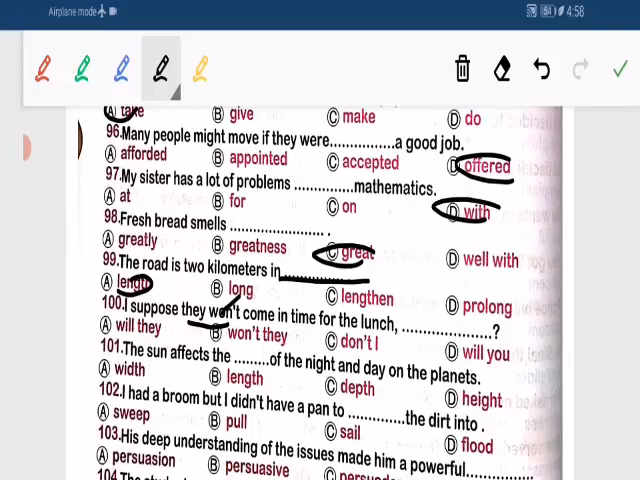 Airplane mode 54 4:58
Ⓐ take Ⓑ give Ⓒ make Ⓓ do
96.Many people might move if they were...............a good job.
Ⓐ afforded Ⓑ appointed Ⓒ accepted Ⓓ offered
97.My sister has a lot of problems ..............mathematics.
Ⓐ at Ⓑ for Ⓒ on Ⓓ with
98.Fresh bread smells ...................... .
Ⓐ greatly Ⓑ greatness Ⓒ great Ⓓ well with
99.The road is two kilometers in....................
Ⓐ length Ⓑ long Ⓒ lengthen Ⓓ prolong
100.I suppose they won't come in time for the lunch, .....................?
Ⓐ will they Ⓑ won't they Ⓒ don't I Ⓓ will you
101.The sun affects the .........of the night and day on the planets.
Ⓐ width Ⓑ length Ⓒ depth Ⓓ height
102.I had a broom but I didn't have a pan to ..............the dirt into .
Ⓐ sweep Ⓑ pull Ⓒ sail Ⓓ flood
103.His deep understanding of the issues made him a powerful................
Ⓐ persuasion Ⓑ persuasive
104.The